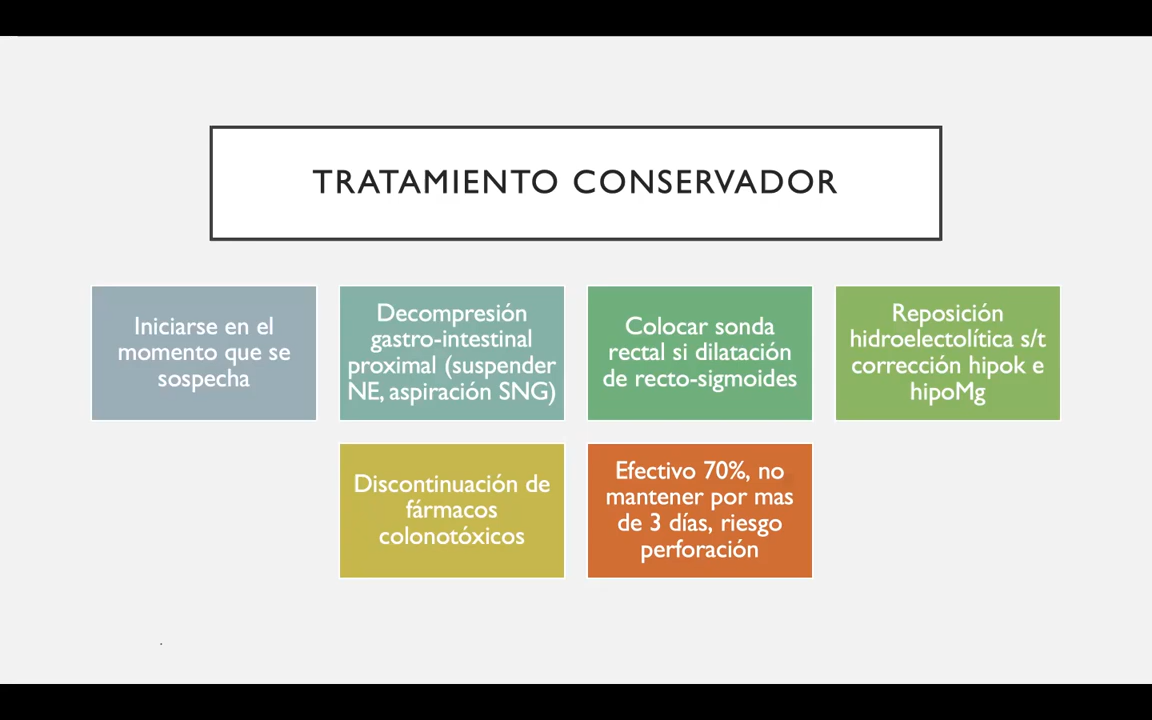 TRATAMIENTO CONSERVADOR
Iniciarse en el
momento que se
sospecha
Decompresión
gastro-intestinal
proximal (suspender
NE, aspiración SNG)
Colocar sonda
rectal si dilatación
de recto-sigmoides
Reposición
hidroelectolítica s/t
corrección hipok e
hipoMg
Discontinuación de
fármacos
colonotóxicos
Efectivo 70%, no
mantener por mas
de 3 días, riesgo
perforación